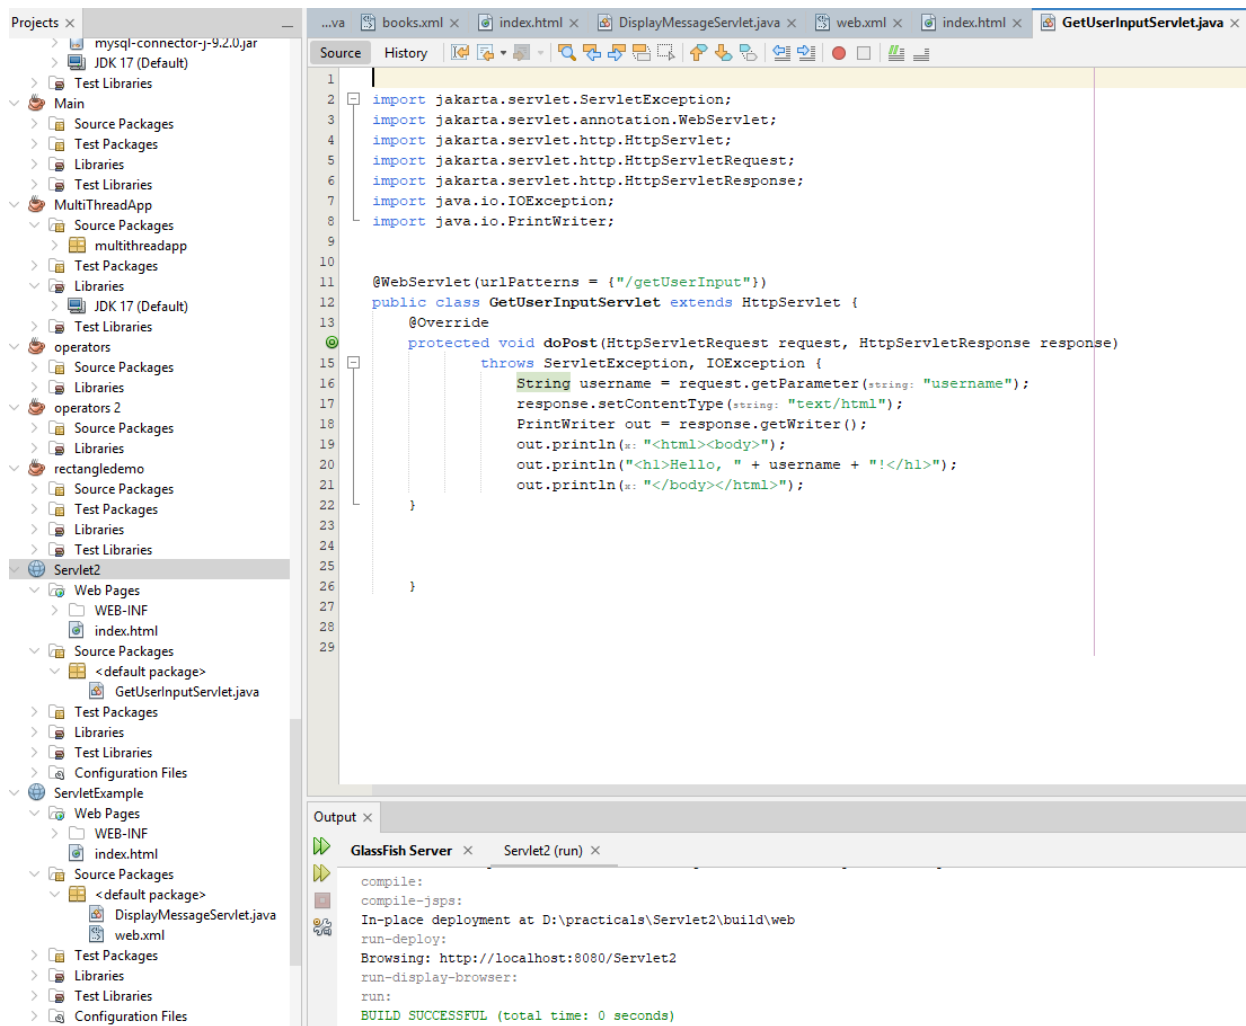 Projects
mysql-connector-j-9.2.0.jar
JDK 17 (Default)
Test Libraries
Main
Source Packages
Test Packages
Libraries
Test Libraries
MultiThreadApp
Source Packages
multithreadapp
Test Packages
Libraries
JDK 17 (Default)
Test Libraries
operators
Source Packages
Libraries
operators 2
Source Packages
Libraries
rectangledemo
Source Packages
Test Packages
Libraries
Test Libraries
Servlet2
Web Pages
WEB-INF
index.html
Source Packages
<default package>
GetUserInputServlet.java
Test Packages
Libraries
Test Libraries
Configuration Files
ServletExample
Web Pages
WEB-INF
index.html
Source Packages
<default package>
DisplayMessageServlet.java
web.xml
Test Packages
Libraries
Test Libraries
Configuration Files
...va books.xml index.html DisplayMessageServlet.java web.xml index.html GetUserInputServlet.java
Source History
1
2 import jakarta.servlet.ServletException;
3 import jakarta.servlet.annotation.WebServlet;
4 import jakarta.servlet.http.HttpServlet;
5 import jakarta.servlet.http.HttpServletRequest;
6 import jakarta.servlet.http.HttpServletResponse;
7 import java.io.IOException;
8 import java.io.PrintWriter;
9
10
11 @WebServlet(urlPatterns = {"/getUserInput"})
12 public class GetUserInputServlet extends HttpServlet {
13 @Override
protected void doPost(HttpServletRequest request, HttpServletResponse response)
15 throws ServletException, IOException {
16 String username = request.getParameter(string: "username");
17 response.setContentType(string: "text/html");
18 PrintWriter out = response.getWriter();
19 out.println(x: "<html><body>");
20 out.println("<h1>Hello, " + username + "!</h1>");
21 out.println(x: "</body></html>");
22 }
23
24
25
26 }
27
28
29
Output
GlassFish Server Servlet2 (run)
compile:
compile-jsps:
In-place deployment at D:\practicals\Servlet2\build\web
run-deploy:
Browsing: http://localhost:8080/Servlet2
run-display-browser:
run:
BUILD SUCCESSFUL (total time: 0 seconds)